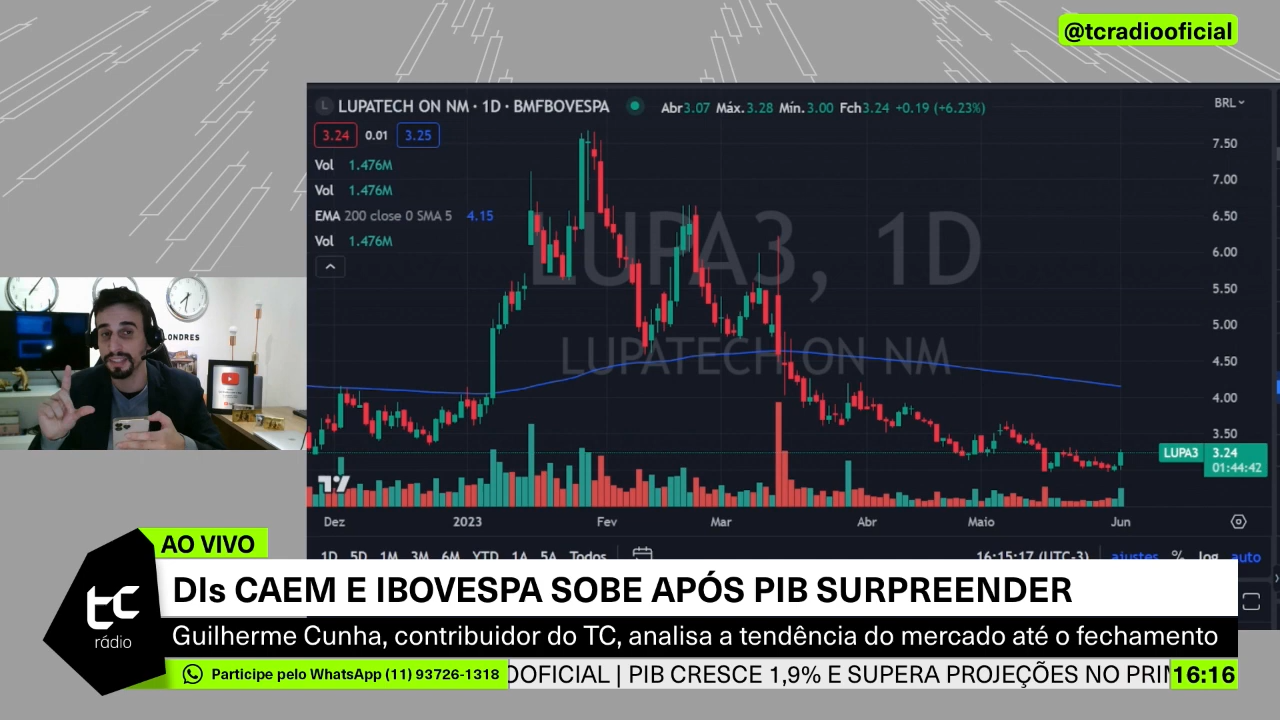 @tcradiooficial
L LUPATECH ON NM · 1D · BMFBOVESPA Abr3.07 Máx.3.28 Mín.3.00 Fch3.24 +0.19 (+6.23%) BRL
3.24 0.01 3.25
Vol 1.476M
Vol 1.476M
EMA 200 close 0 SMA 5 4.15
Vol 1.476M
LUPA3, 1D
LUPATECH ON NM
7.50
7.00
6.50
6.00
5.50
5.00
4.50
4.00
3.50
LUPA3 3.24
01:44:42
LONDRES
Dez 2023 Fev Mar Abr Maio Jun
1D 5D 1M 3M 6M YTD 1A 5A Todos 16:15:17 (UTC-3) ajustes % log auto
AO VIVO
DIs CAEM E IBOVESPA SOBE APÓS PIB SURPREENDER
Guilherme Cunha, contribuidor do TC, analisa a tendência do mercado até o fechamento
tc
rádio
Participe pelo WhatsApp (11) 93726-1318 OOFICIAL | PIB CRESCE 1,9% E SUPERA PROJEÇÕES NO PRI 16:16